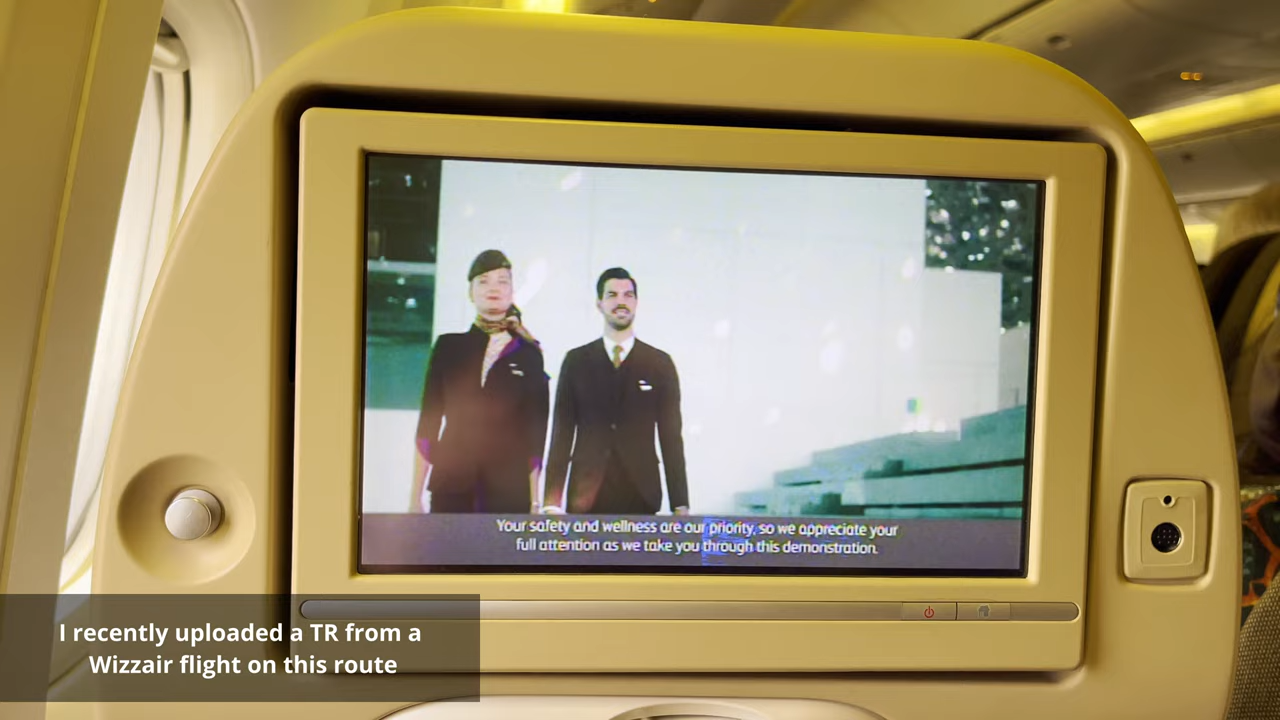 Your safety and wellness are our priority, so we appreciate your
full attention as we take you through this demonstration.
I recently uploaded a TR from a
Wizzair flight on this route